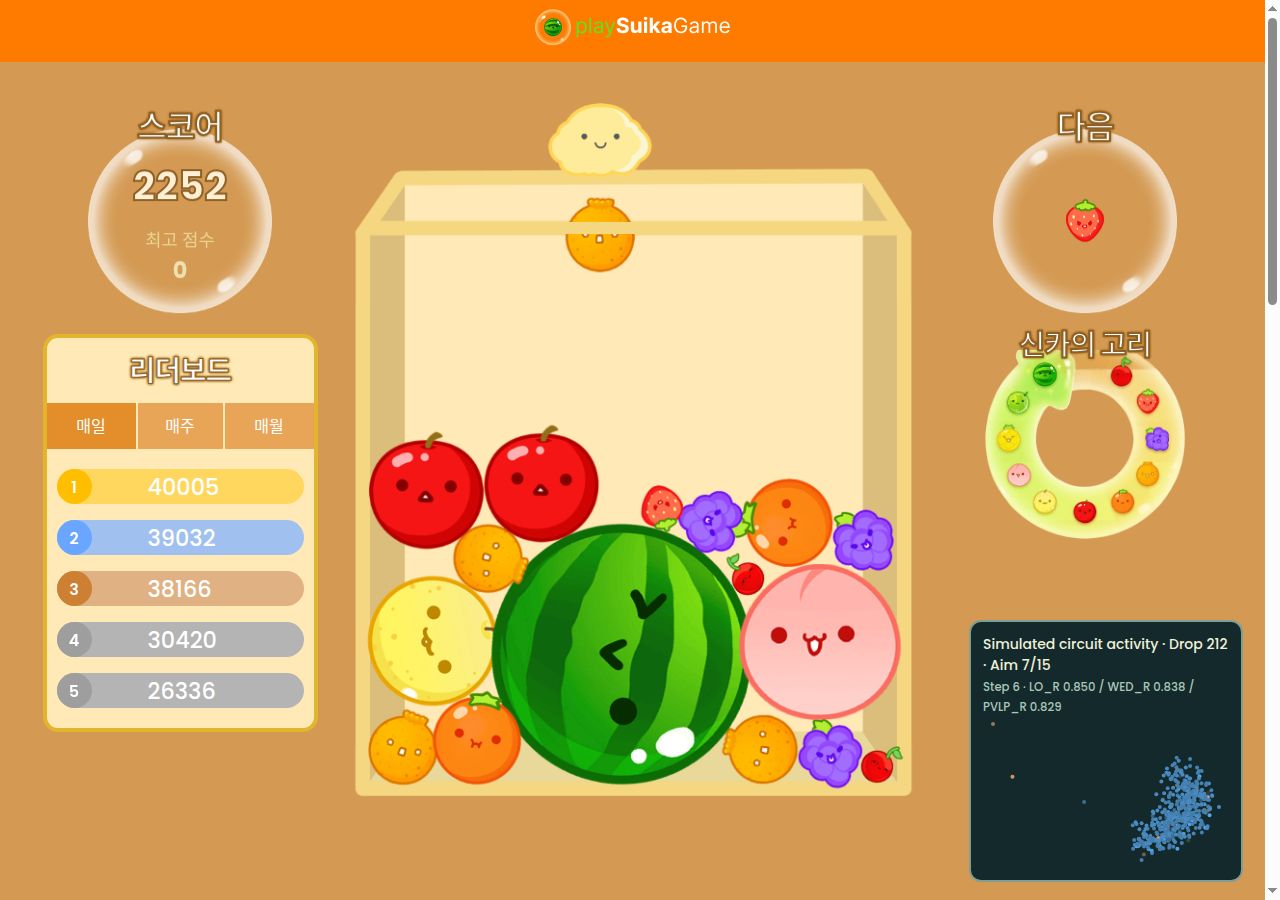 playSuikaGame
스코어
2252
최고 점수
0
다음
신카의 고리
리더보드
매일 매주 매월
1 40005
2 39032
3 38166
4 30420
5 26336
Simulated circuit activity · Drop 212
· Aim 7/15
Step 6 · LO_R 0.850 / WED_R 0.838 /
PVLP_R 0.829